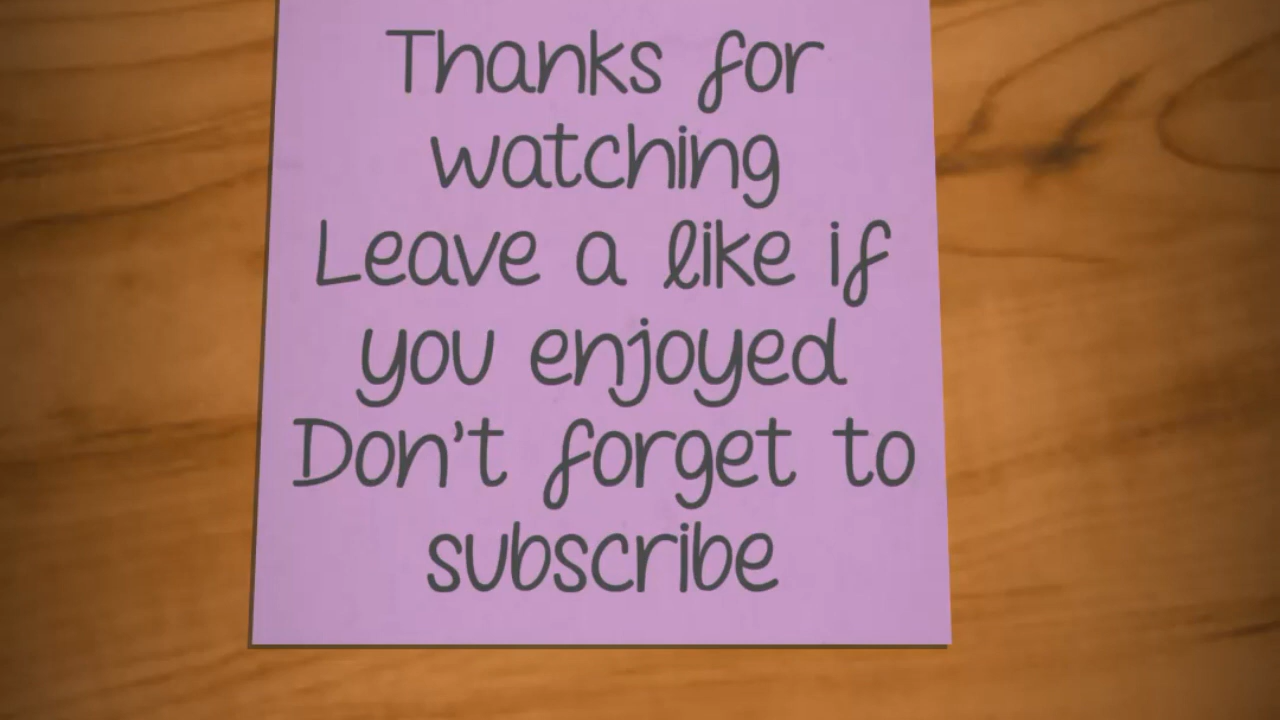 Thanks for
watching
Leave a like if
you enjoyed
Don't forget to
subscribe